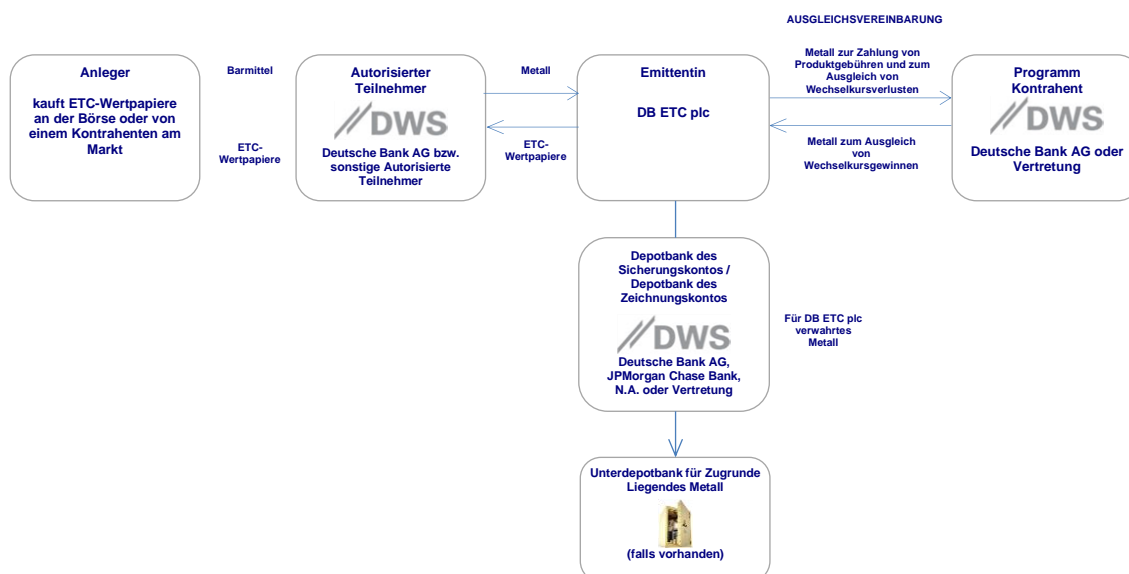 AUSGLEICHSVEREINBARUNG
Anleger
kauft ETC-Wertpapiere
an der Börse oder von
einem Kontrahenten am
Markt
Barmittel
ETC-
Wertpapiere
Autorisierter
Teilnehmer
DWS
Deutsche Bank AG bzw.
sonstige Autorisierte
Teilnehmer
Metall
ETC-
Wertpapiere
Emittentin
DB ETC plc
Metall zur Zahlung von
Produktgebühren und zum
Ausgleich von
Wechselkursverlusten
Metall zum Ausgleich
von
Wechselkursgewinnen
Programm
Kontrahent
DWS
Deutsche Bank AG oder
Vertretung
Depotbank des
Sicherungskontos /
Depotbank des
Zeichnungskontos
DWS
Deutsche Bank AG,
JPMorgan Chase Bank,
N.A. oder Vertretung
Für DB ETC plc
verwahrtes
Metall
Unterdepotbank für Zugrunde
Liegendes Metall
(falls vorhanden)